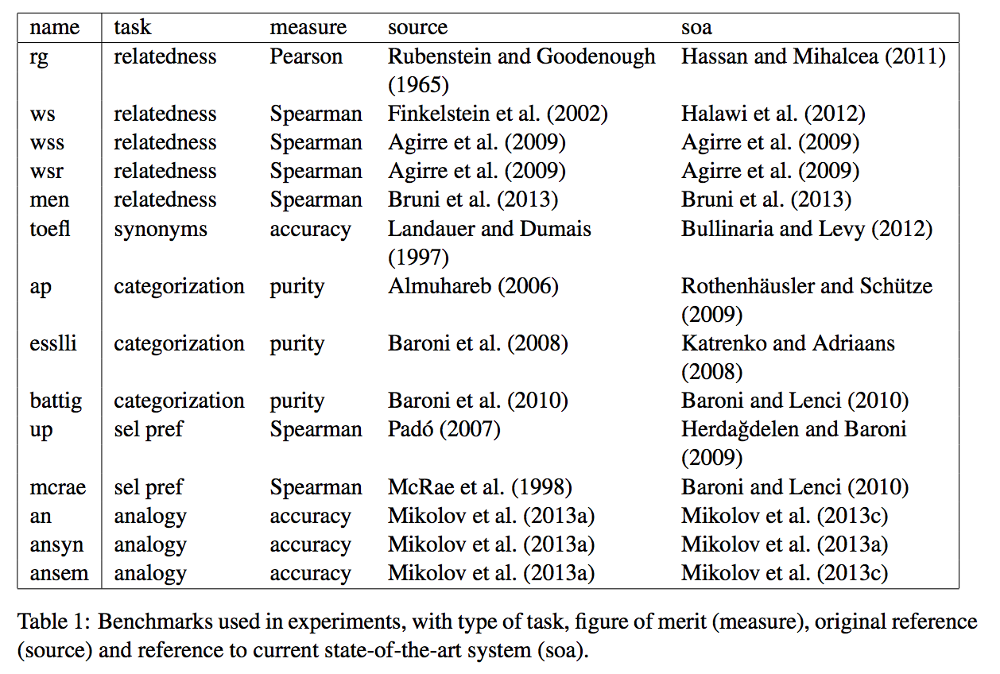 name task measure source soa
rg relatedness Pearson Rubenstein and Goodenough Hassan and Mihalcea (2011)
(1965)
ws relatedness Spearman Finkelstein et al. (2002) Halawi et al. (2012)
wss relatedness Spearman Agirre et al. (2009) Agirre et al. (2009)
wsr relatedness Spearman Agirre et al. (2009) Agirre et al. (2009)
men relatedness Spearman Bruni et al. (2013) Bruni et al. (2013)
toefl synonyms accuracy Landauer and Dumais Bullinaria and Levy (2012)
(1997)
ap categorization purity Almuhareb (2006) Rothenhäusler and Schütze
(2009)
esslli categorization purity Baroni et al. (2008) Katrenko and Adriaans
(2008)
battig categorization purity Baroni et al. (2010) Baroni and Lenci (2010)
up sel pref Spearman Padó (2007) Herdağdelen and Baroni
(2009)
mcrae sel pref Spearman McRae et al. (1998) Baroni and Lenci (2010)
an analogy accuracy Mikolov et al. (2013a) Mikolov et al. (2013c)
ansyn analogy accuracy Mikolov et al. (2013a) Mikolov et al. (2013a)
ansem analogy accuracy Mikolov et al. (2013a) Mikolov et al. (2013c)
Table 1: Benchmarks used in experiments, with type of task, figure of merit (measure), original reference
(source) and reference to current state-of-the-art system (soa).